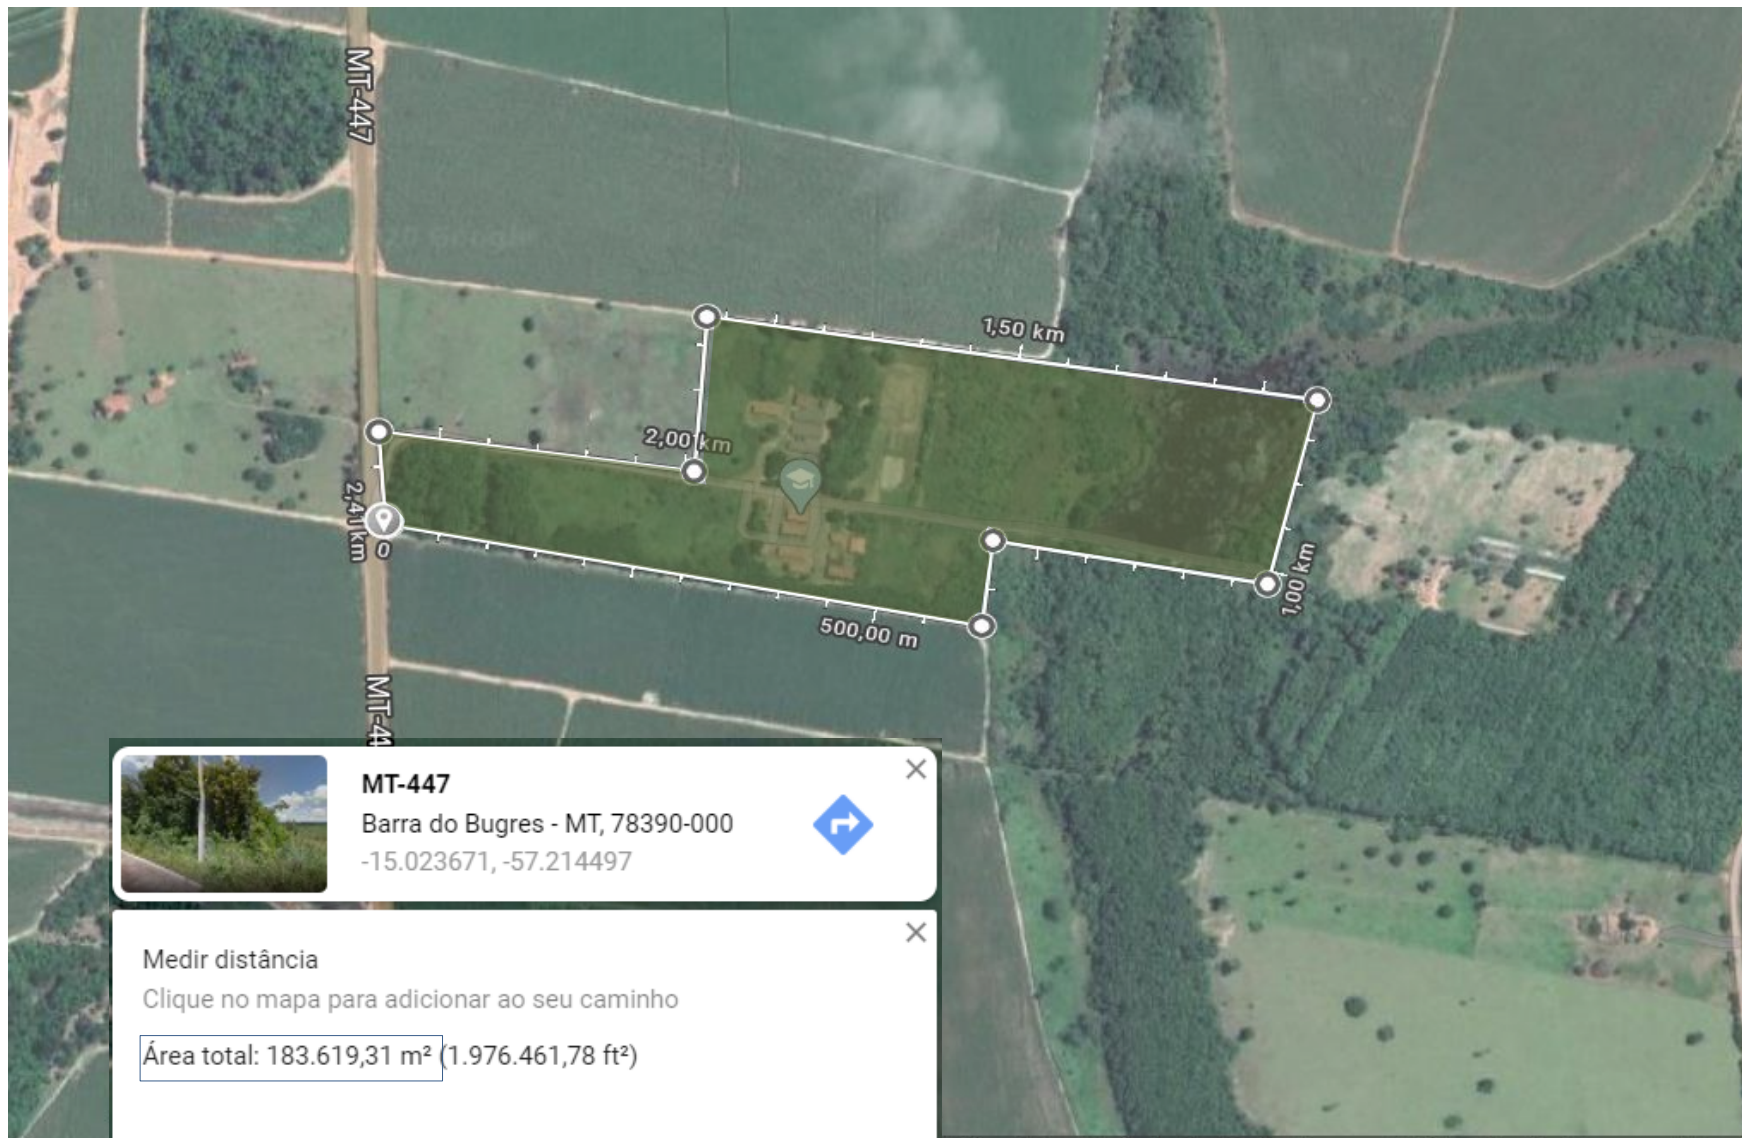 MT-447
1,50 km
2,00 km
2,41 km
0
1,00 km
500,00 m
MT-41
MT-447
Barra do Bugres - MT, 78390-000
-15.023671, -57.214497
Medir distância
Clique no mapa para adicionar ao seu caminho
Área total: 183.619,31 m² (1.976.461,78 ft²)